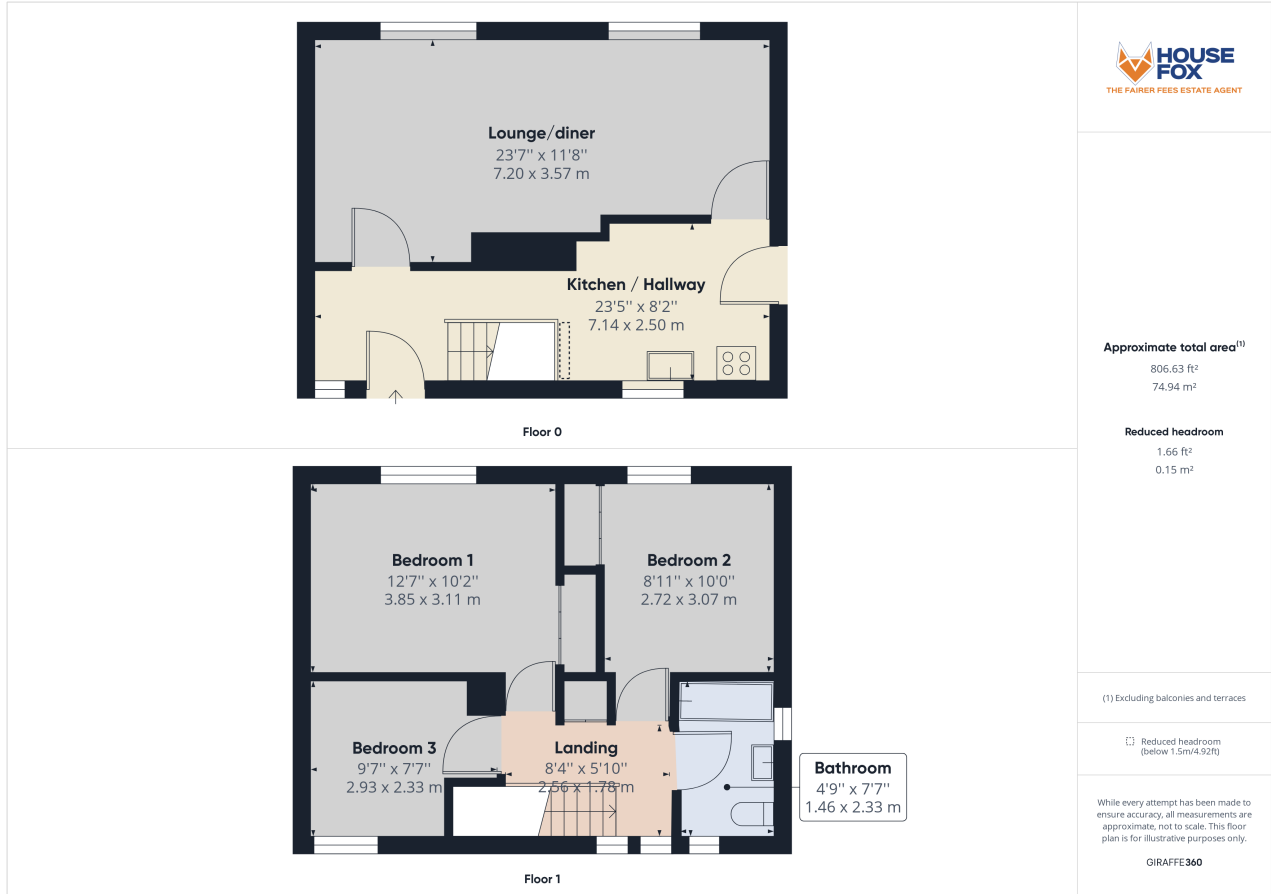 Lounge/diner
23'7'' x 11'8''
7.20 x 3.57 m
Kitchen / Hallway
23'5'' x 8'2''
7.14 x 2.50 m
Floor 0
Bedroom 1
12'7'' x 10'2''
3.85 x 3.11 m
Bedroom 2
8'11'' x 10'0''
2.72 x 3.07 m
Bedroom 3
9'7'' x 7'7''
2.93 x 2.33 m
Landing
8'4'' x 5'10''
2.56 x 1.78 m
Bathroom
4'9'' x 7'7''
1.46 x 2.33 m
Floor 1
HOUSE
FOX
THE FAIRER FEES ESTATE AGENT
Approximate total area(1)
806.63 ft²
74.94 m²
Reduced headroom
1.66 ft²
0.15 m²
(1) Excluding balconies and terraces
Reduced headroom
(below 1.5m/4.92ft)
While every attempt has been made to
ensure accuracy, all measurements are
approximate, not to scale. This floor
plan is for illustrative purposes only.
GIRAFFE360